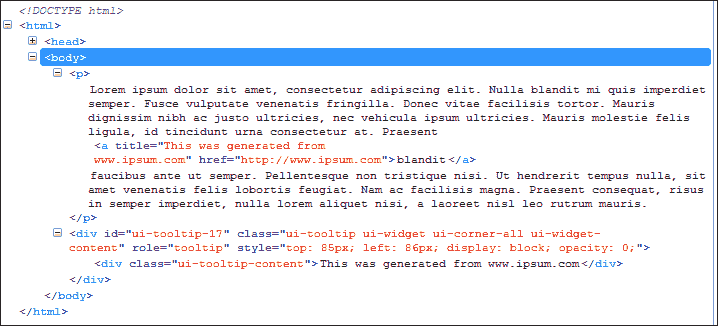 <!DOCTYPE html>
<html>
<head>
<body>
<p>
Lorem ipsum dolor sit amet, consectetur adipiscing elit. Nulla blandit mi quis imperdiet
semper. Fusce vulputate venenatis fringilla. Donec vitae facilisis tortor. Mauris
dignissim nibh ac justo ultricies, nec vehicula ipsum ultricies. Mauris molestie felis
ligula, id tincidunt urna consectetur at. Praesent
<a title="This was generated from
www.ipsum.com" href="http://www.ipsum.com">blandit</a>
faucibus ante ut semper. Pellentesque non tristique nisi. Ut hendrerit tempus nulla, sit
amet venenatis felis lobortis feugiat. Nam ac facilisis magna. Praesent consequat, risus
in semper imperdiet, nulla lorem aliquet nisi, a laoreet nisl leo rutrum mauris.
</p>
<div id="ui-tooltip-17" class="ui-tooltip ui-widget ui-corner-all ui-widget-
content" role="tooltip" style="top: 85px; left: 86px; display: block; opacity: 0;">
<div class="ui-tooltip-content">This was generated from www.ipsum.com</div>
</div>
</body>
</html>